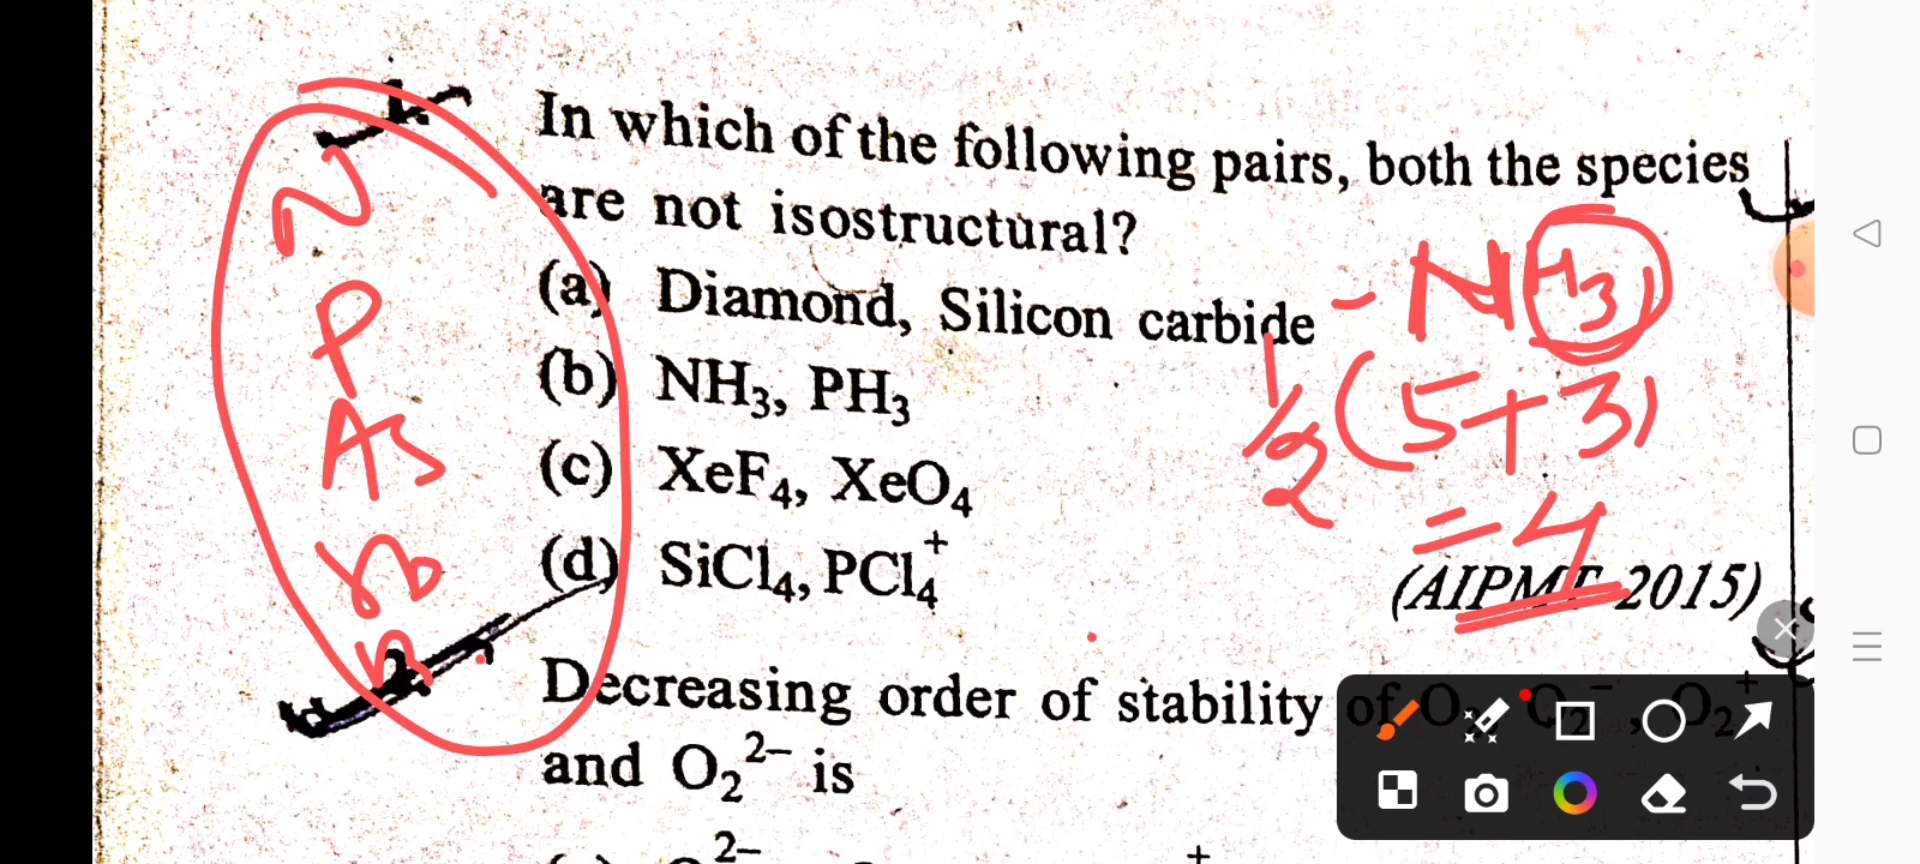 In which of the following pairs, both the species
are not isostructural?
(a) Diamond, Silicon carbide
(b) NH₃, PH₃
(c) XeF₄, XeO₄
(d) SiCl₄, PCl₄⁺
(AIPMT 2015)
Decreasing order of stability of O₂, O₂⁻, O₂⁺
and O₂²⁻ is
N
P
As
- NH₃
1/2 (5+3)
= 4